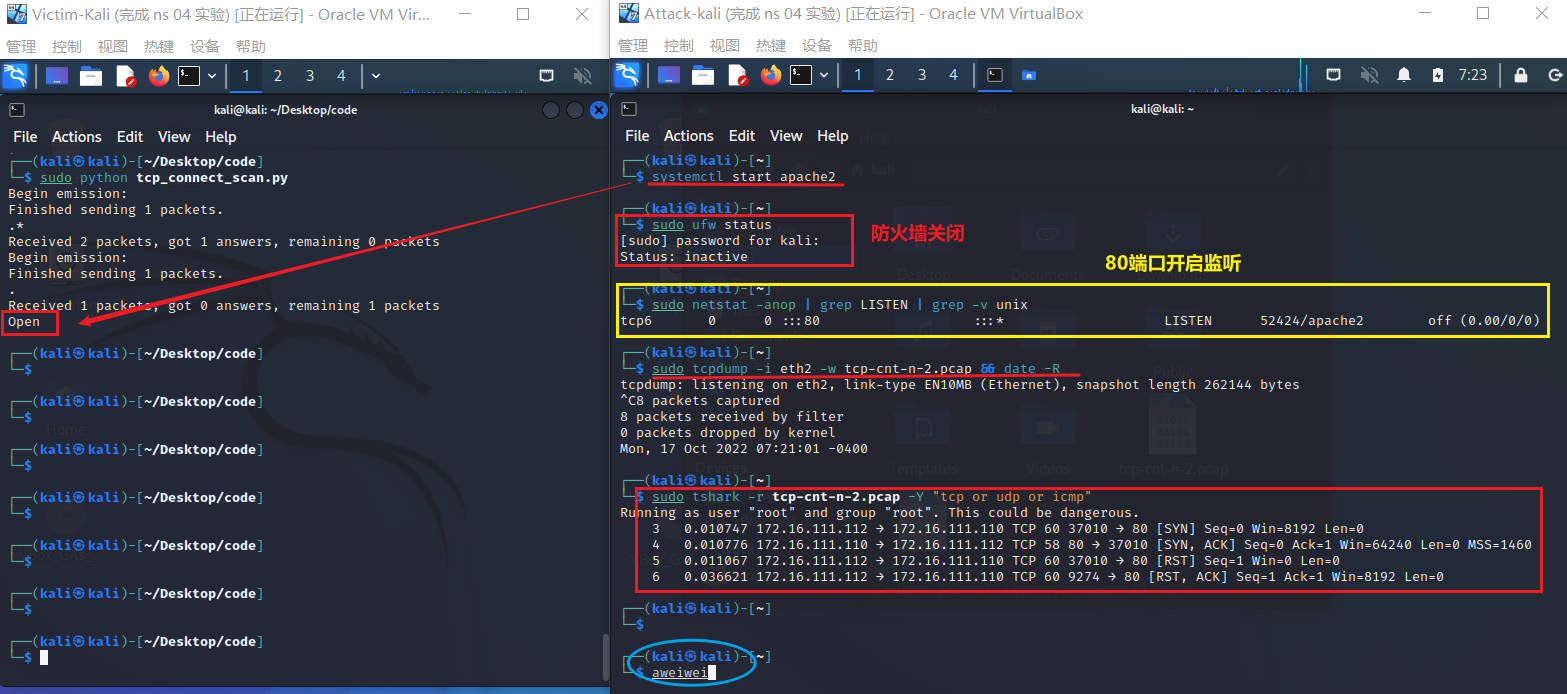 Victim-Kali (完成 ns 04 实验) [正在运行] - Oracle VM Vir...
管理 控制 视图 热键 设备 帮助
1 2 3 4
kali@kali: ~/Desktop/code
File Actions Edit View Help
┌──(kali㉿kali)-[~/Desktop/code]
└─$ sudo python tcp_connect_scan.py
Begin emission:
Finished sending 1 packets.
.*
Received 2 packets, got 1 answers, remaining 0 packets
Begin emission:
Finished sending 1 packets.
.
Received 1 packets, got 0 answers, remaining 1 packets
Open
┌──(kali㉿kali)-[~/Desktop/code]
└─$
┌──(kali㉿kali)-[~/Desktop/code]
└─$
┌──(kali㉿kali)-[~/Desktop/code]
└─$
┌──(kali㉿kali)-[~/Desktop/code]
└─$
┌──(kali㉿kali)-[~/Desktop/code]
└─$
┌──(kali㉿kali)-[~/Desktop/code]
└─$
┌──(kali㉿kali)-[~/Desktop/code]
└─$
Attack-kali (完成 ns 04 实验) [正在运行] - Oracle VM VirtualBox
管理 控制 视图 热键 设备 帮助
1 2 3 4 7:23
kali@kali: ~
File Actions Edit View Help
┌──(kali㉿kali)-[~]
└─$ systemctl start apache2
┌──(kali㉿kali)-[~]
└─$ sudo ufw status
[sudo] password for kali:
Status: inactive
防火墙关闭
80端口开启监听
┌──(kali㉿kali)-[~]
└─$ sudo netstat -anop | grep LISTEN | grep -v unix
tcp6 0 0 :::80 :::* LISTEN 52424/apache2 off (0.00/0/0)
┌──(kali㉿kali)-[~]
└─$ sudo tcpdump -i eth2 -w tcp-cnt-n-2.pcap && date -R
tcpdump: listening on eth2, link-type EN10MB (Ethernet), snapshot length 262144 bytes
^C8 packets captured
8 packets received by filter
0 packets dropped by kernel
Mon, 17 Oct 2022 07:21:01 -0400
┌──(kali㉿kali)-[~]
└─$ sudo tshark -r tcp-cnt-n-2.pcap -Y "tcp or udp or icmp"
Running as user "root" and group "root". This could be dangerous.
3 0.010747 172.16.111.112 → 172.16.111.110 TCP 60 37010 → 80 [SYN] Seq=0 Win=8192 Len=0
4 0.010776 172.16.111.110 → 172.16.111.112 TCP 58 80 → 37010 [SYN, ACK] Seq=0 Ack=1 Win=64240 Len=0 MSS=1460
5 0.011067 172.16.111.112 → 172.16.111.110 TCP 60 37010 → 80 [RST] Seq=1 Win=0 Len=0
6 0.036621 172.16.111.112 → 172.16.111.110 TCP 60 9274 → 80 [RST, ACK] Seq=1 Ack=1 Win=8192 Len=0
┌──(kali㉿kali)-[~]
└─$
┌──(kali㉿kali)-[~]
└─$ aweiwei